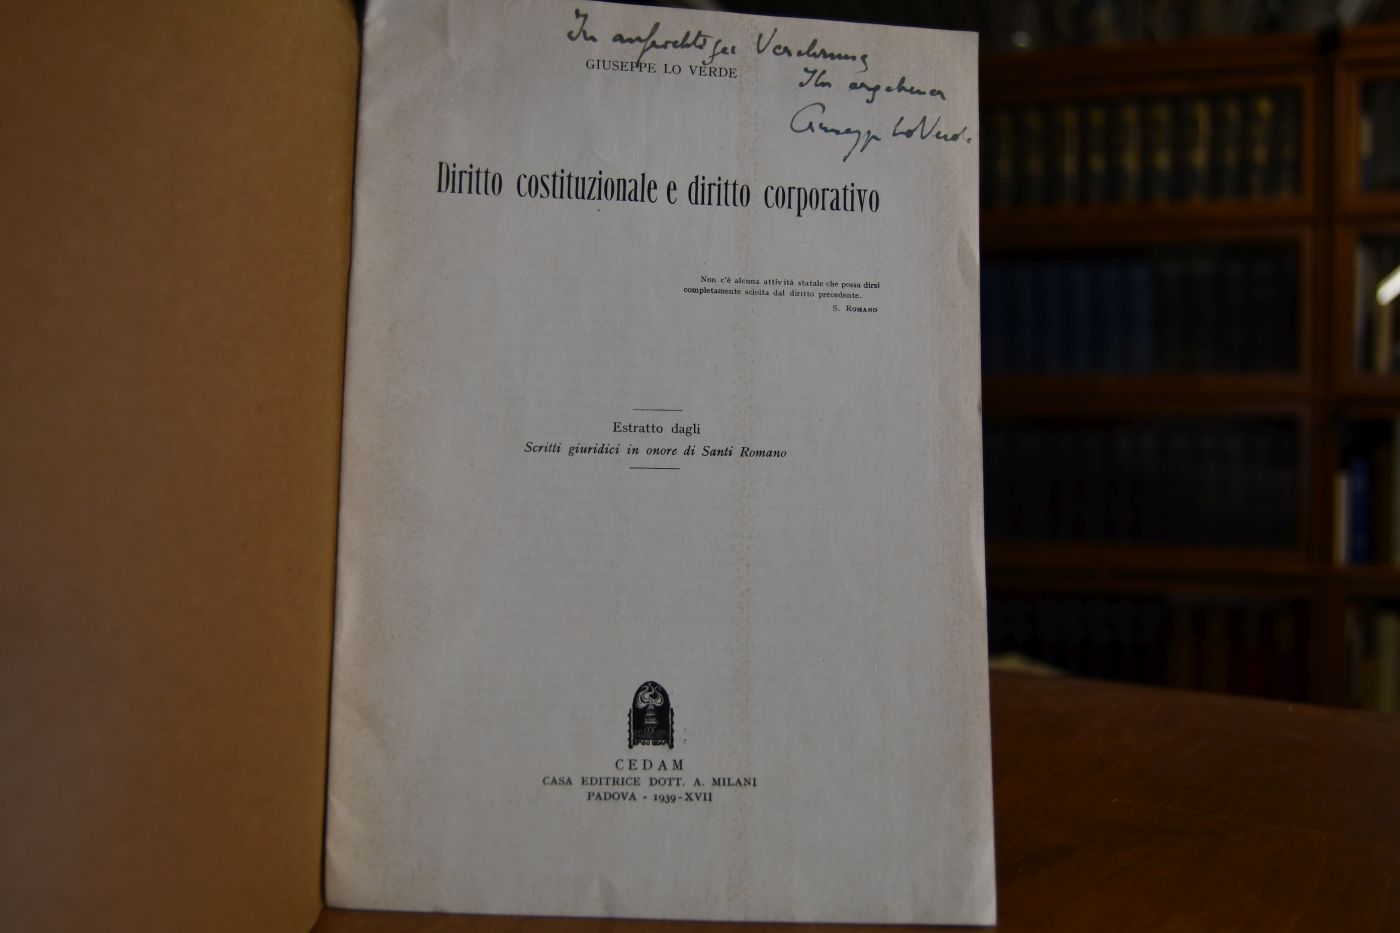 In aufrichtiger Verehrung
GIUSEPPE LO VERDE
Ihr ergebener
Giuseppe Lo Verde
Diritto costituzionale e diritto corporativo
Non c'è alcuna attività statale che possa dirsi
completamente sciolta dal diritto precedente.
S. ROMANO
Estratto dagli
Scritti giuridici in onore di Santi Romano
CEDAM
CASA EDITRICE DOTT. A. MILANI
PADOVA - 1939-XVII